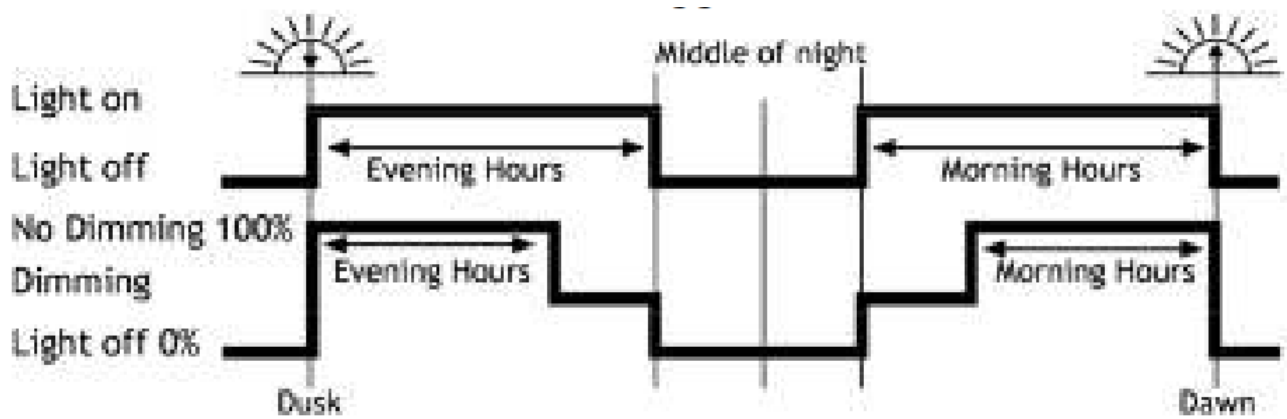 Middle of night
Light on
Light off
Evening Hours
Morning Hours
No Dimming 100%
Evening Hours
Morning Hours
Dimming
Light off 0%
Dusk
Dawn